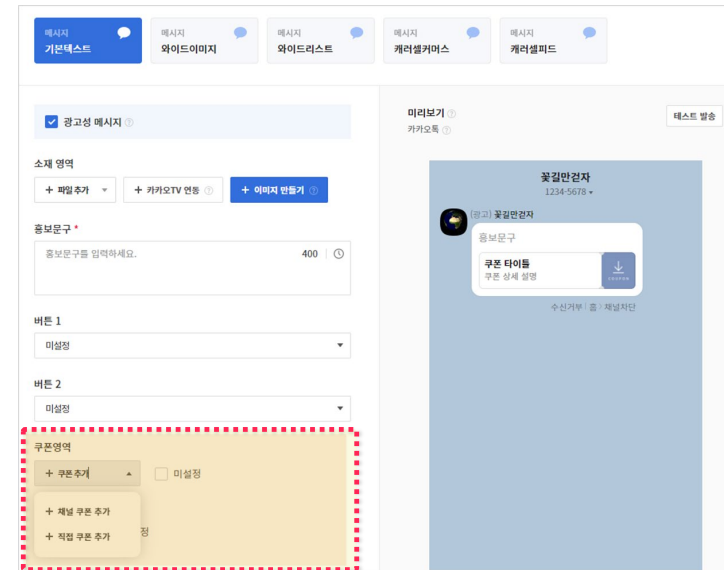 메시지
기본텍스트
메시지
와이드이미지
메시지
와이드리스트
메시지
캐러셀커머스
메시지
캐러셀피드
광고성 메시지
소재 영역
+ 파일 추가
+ 카카오TV 연동
+ 이미지 만들기
홍보문구 *
홍보문구를 입력하세요.
400
버튼 1
미설정
버튼 2
미설정
쿠폰영역
+ 쿠폰 추가
미설정
+ 채널 쿠폰 추가
+ 직접 쿠폰 추가
정
미리보기
카카오톡
테스트 발송
꽃길만걷자
1234-5678
(광고) 꽃길만걷자
홍보문구
쿠폰 타이틀
쿠폰 상세 설명
수신거부 | 홈 > 채널차단